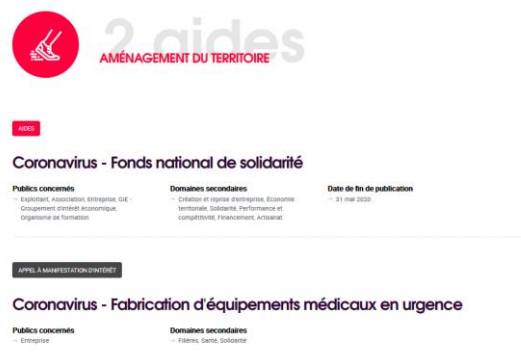 2 aides
AMÉNAGEMENT DU TERRITOIRE
AIDES
Coronavirus - Fonds national de solidarité
Publics concernés
→ Exploitant, Association, Entreprise, GIE -
Groupement d'intérêt économique,
Organisme de formation
Domaines secondaires
→ Création et reprise d'entreprise, Économie
territoriale, Solidarité, Performance et
compétitivité, Financement, Artisanat
Date de fin de publication
→ 31 mai 2020
APPEL À MANIFESTATION D'INTÉRÊT
Coronavirus - Fabrication d'équipements médicaux en urgence
Publics concernés
→ Entreprise
Domaines secondaires
→ Filières, Santé, Solidarité